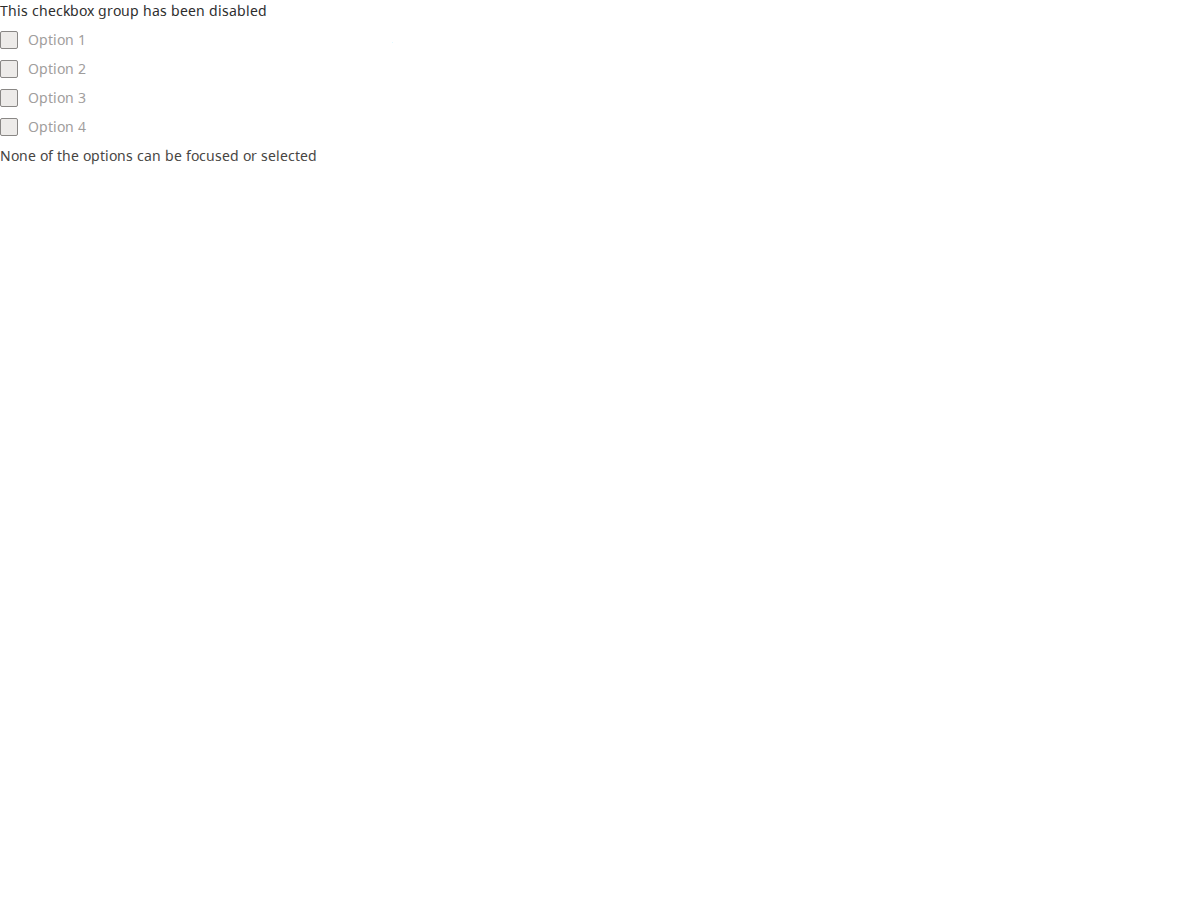 This checkbox group has been disabled
Option 1
Option 2
Option 3
Option 4
None of the options can be focused or selected